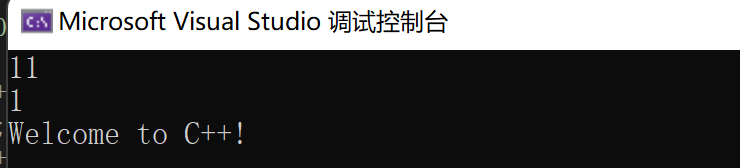 Microsoft Visual Studio 调试控制台
11
1
Welcome to C++!